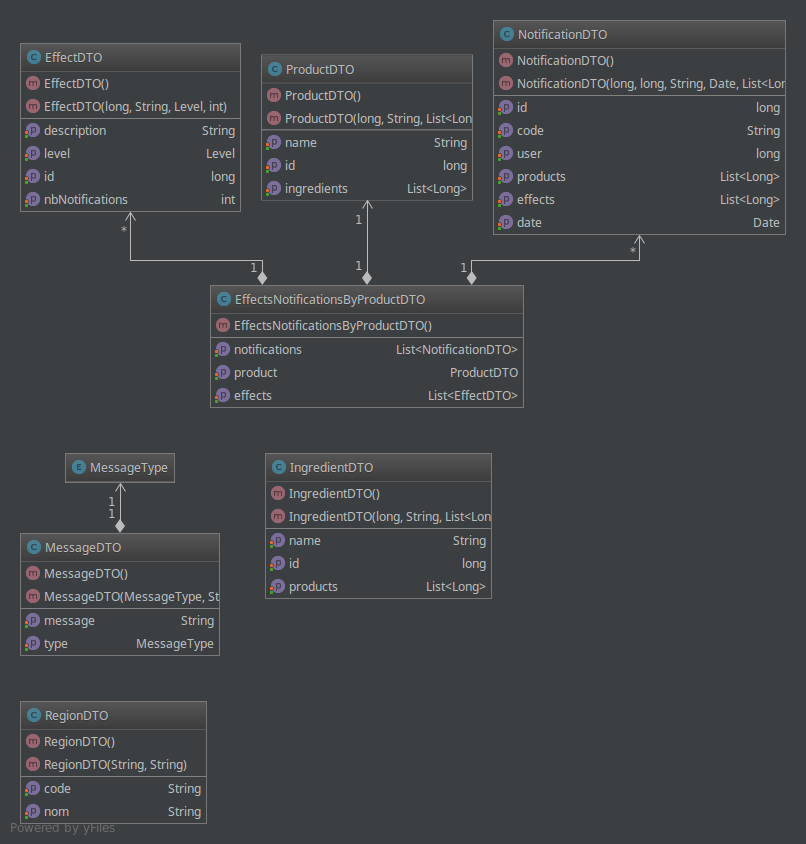 EffectDTO
EffectDTO()
EffectDTO(long, String, Level, int)
description String
level Level
id long
nbNotifications int
ProductDTO
ProductDTO()
ProductDTO(long, String, List<Lon
name String
id long
ingredients List<Long>
NotificationDTO
NotificationDTO()
NotificationDTO(long, long, String, Date, List<Lon
id long
code String
user long
products List<Long>
effects List<Long>
date Date
*
1
*
1
1
1
EffectsNotificationsByProductDTO
EffectsNotificationsByProductDTO()
notifications List<NotificationDTO>
product ProductDTO
effects List<EffectDTO>
MessageType
1
1
MessageDTO
MessageDTO()
MessageDTO(MessageType, St
message String
type MessageType
IngredientDTO
IngredientDTO()
IngredientDTO(long, String, List<Lon
name String
id long
products List<Long>
RegionDTO
RegionDTO()
RegionDTO(String, String)
code String
nom String
Powered by yFiles